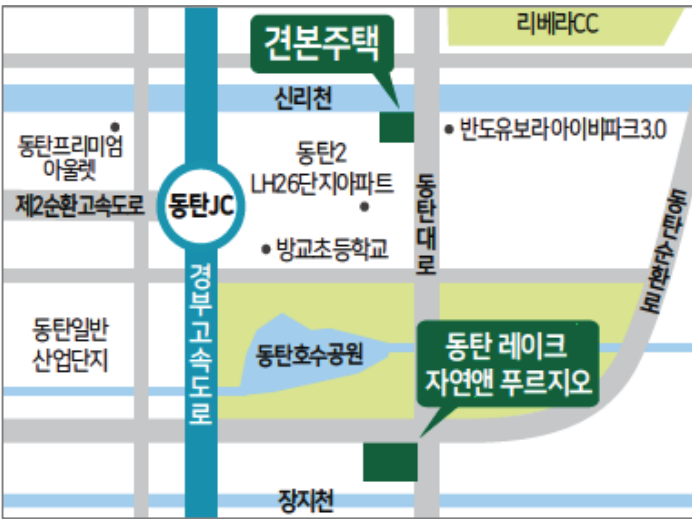 리베라CC
견본주택
신리천
동탄프리미엄
아울렛
동탄2
LH26단지아파트
반도유보라 아이비파크3.0
제2순환고속도로
동탄JC
동탄대로
동탄순환로
방교초등학교
경부고속도로
동탄일반
산업단지
동탄호수공원
동탄 레이크
자연앤 푸르지오
장지천